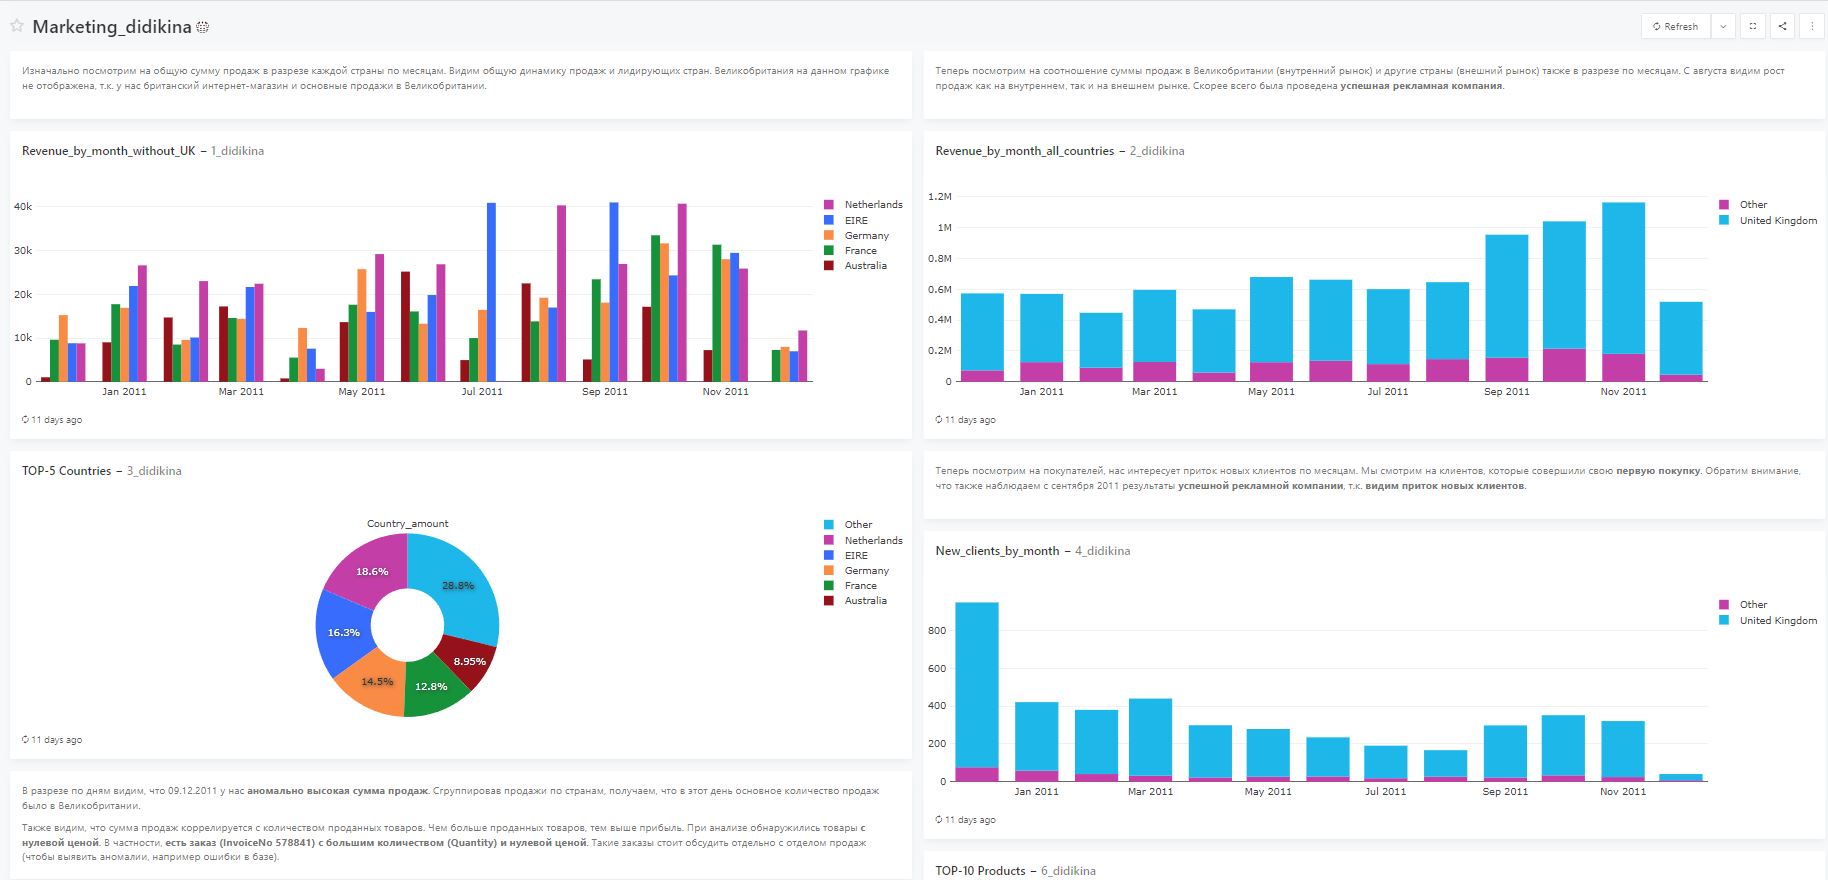 Marketing_didikina
Refresh
Изначально посмотрим на общую сумму продаж в разрезе каждой страны по месяцам. Видим общую динамику продаж и лидирующих стран. Великобритания на данном графике
не отображена, т.к. у нас британский интернет-магазин и основные продажи в Великобритании.
Теперь посмотрим на соотношение суммы продаж в Великобритании (внутренний рынок) и другие страны (внешний рынок) также в разрезе по месяцам. С августа видим рост
продаж как на внутреннем, так и на внешнем рынке. Скорее всего была проведена успешная рекламная компания.
Revenue_by_month_without_UK – 1_didikina
40k
30k
20k
10k
0
Jan 2011
Mar 2011
May 2011
Jul 2011
Sep 2011
Nov 2011
Netherlands
EIRE
Germany
France
Australia
11 days ago
Revenue_by_month_all_countries – 2_didikina
1.2M
1M
0.8M
0.6M
0.4M
0.2M
0
Jan 2011
Mar 2011
May 2011
Jul 2011
Sep 2011
Nov 2011
Other
United Kingdom
11 days ago
TOP-5 Countries – 3_didikina
Country_amount
28.8%
18.6%
16.3%
14.5%
12.8%
8.95%
Other
Netherlands
EIRE
Germany
France
Australia
11 days ago
Теперь посмотрим на покупателей, нас интересует приток новых клиентов по месяцам. Мы смотрим на клиентов, которые совершили свою первую покупку. Обратим внимание,
что также наблюдаем с сентября 2011 результаты успешной рекламной компании, т.к. видим приток новых клиентов.
New_clients_by_month – 4_didikina
800
600
400
200
0
Jan 2011
Mar 2011
May 2011
Jul 2011
Sep 2011
Nov 2011
Other
United Kingdom
11 days ago
В разрезе по дням видим, что 09.12.2011 у нас аномально высокая сумма продаж. Сгруппировав продажи по странам, получаем, что в этот день основное количество продаж
было в Великобритании.
Также видим, что сумма продаж коррелируется с количеством проданных товаров. Чем больше проданных товаров, тем выше прибыль. При анализе обнаружились товары с
нулевой ценой. В частности, есть заказ (InvoiceNo 578841) с большим количеством (Quantity) и нулевой ценой. Такие заказы стоит обсудить отдельно с отделом продаж
(чтобы выявить аномалии, например ошибки в базе).
TOP-10 Products – 6_didikina